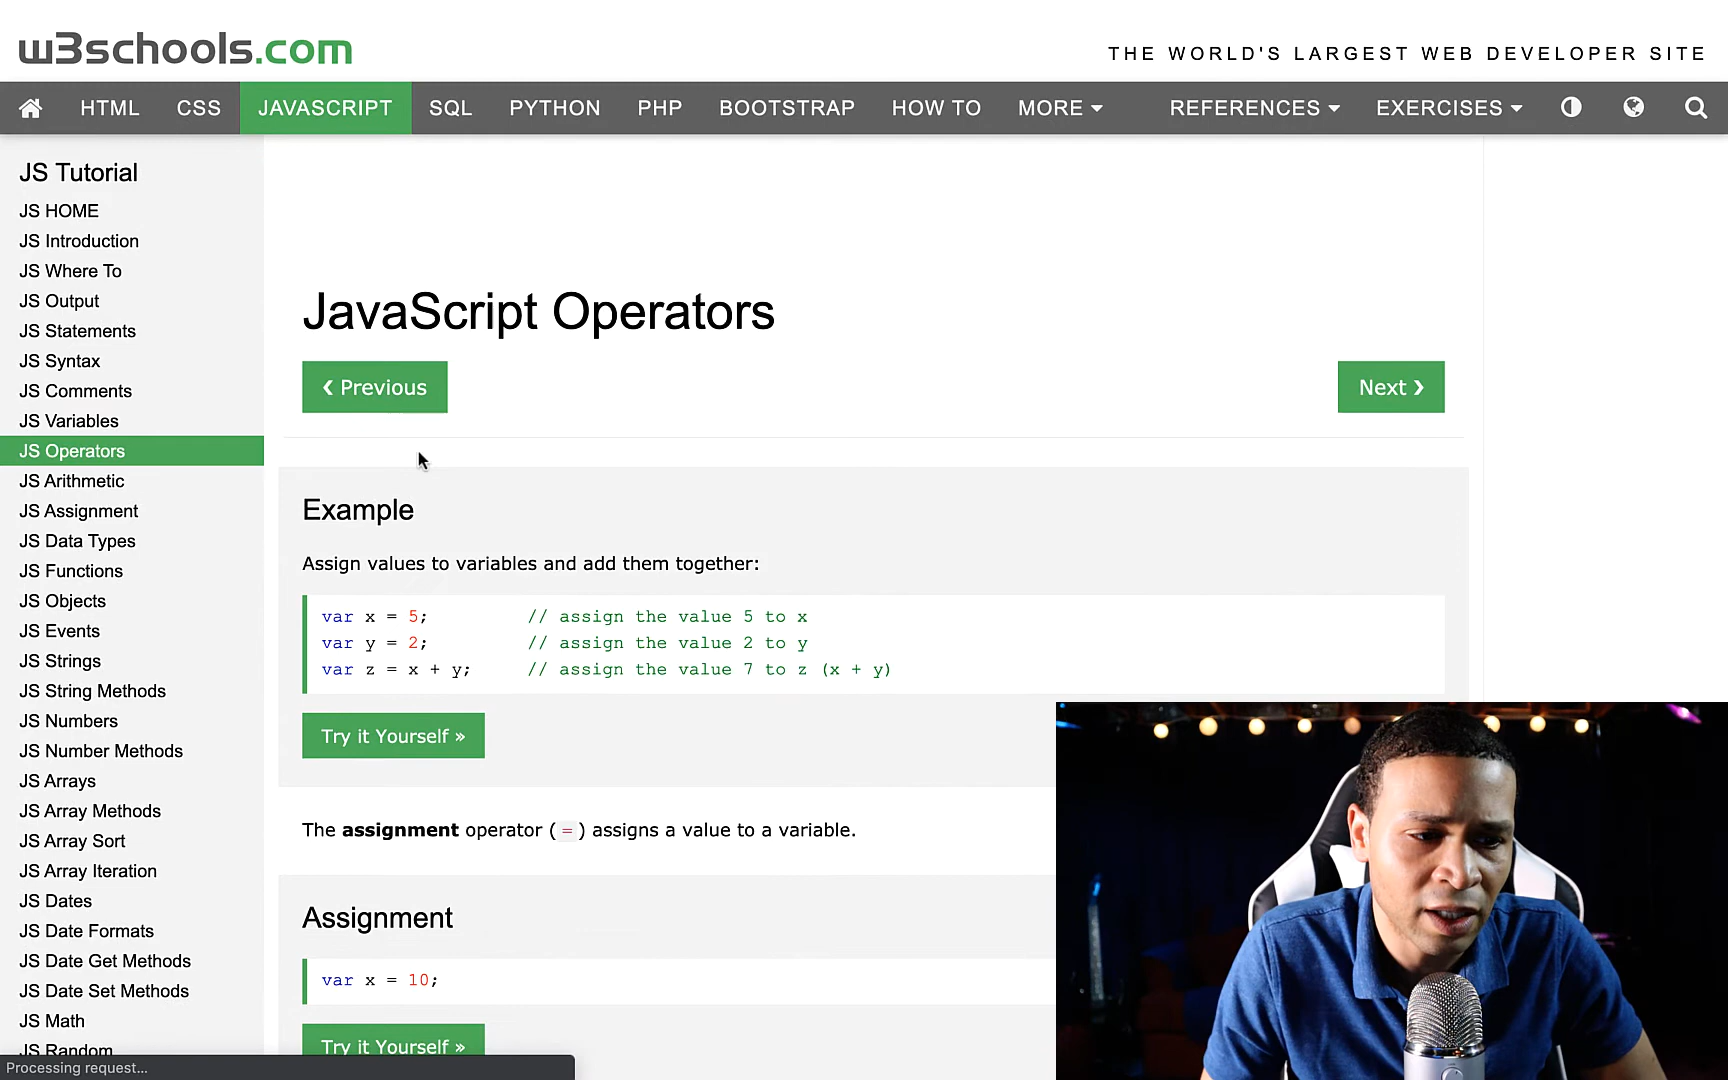 w3schools.com
THE WORLD'S LARGEST WEB DEVELOPER SITE
HTML CSS JAVASCRIPT SQL PYTHON PHP BOOTSTRAP HOW TO MORE REFERENCES EXERCISES
JS Tutorial
JS HOME
JS Introduction
JS Where To
JS Output
JS Statements
JS Syntax
JS Comments
JS Variables
JS Operators
JS Arithmetic
JS Assignment
JS Data Types
JS Functions
JS Objects
JS Events
JS Strings
JS String Methods
JS Numbers
JS Number Methods
JS Arrays
JS Array Methods
JS Array Sort
JS Array Iteration
JS Dates
JS Date Formats
JS Date Get Methods
JS Date Set Methods
JS Math
JS Random
Processing request...
JavaScript Operators
❮ Previous
Next ❯
Example
Assign values to variables and add them together:
var x = 5; // assign the value 5 to x
var y = 2; // assign the value 2 to y
var z = x + y; // assign the value 7 to z (x + y)
Try it Yourself »
The assignment operator (=) assigns a value to a variable.
Assignment
var x = 10;
Try it Yourself »